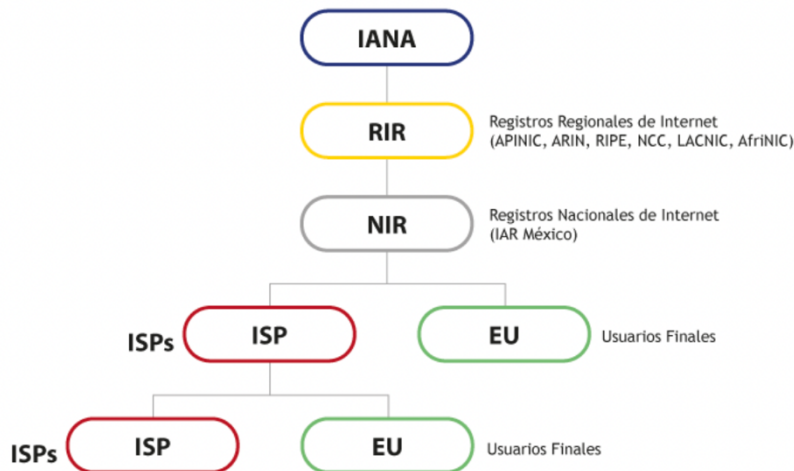 IANA
RIR
Registros Regionales de Internet
(APINIC, ARIN, RIPE, NCC, LACNIC, AfriNIC)
NIR
Registros Nacionales de Internet
(IAR México)
ISPs
ISP
EU
Usuarios Finales
ISPs
ISP
EU
Usuarios Finales